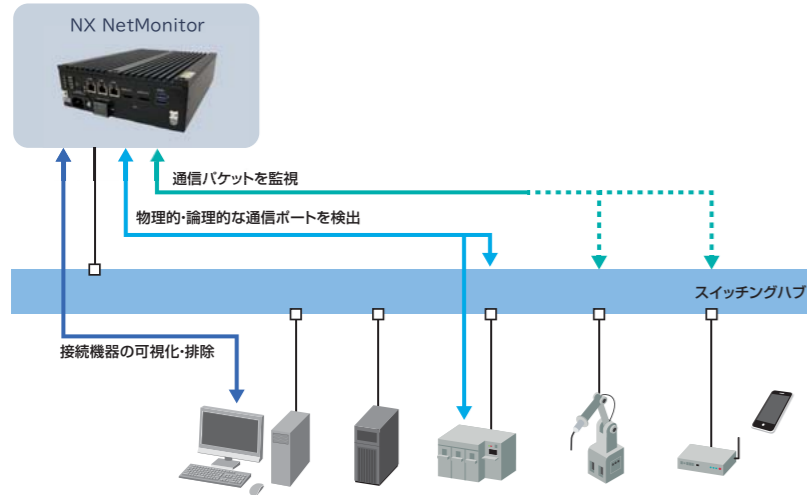 NX NetMonitor
通信パケットを監視
物理的・論理的な通信ポートを検出
スイッチングハブ
接続機器の可視化・排除